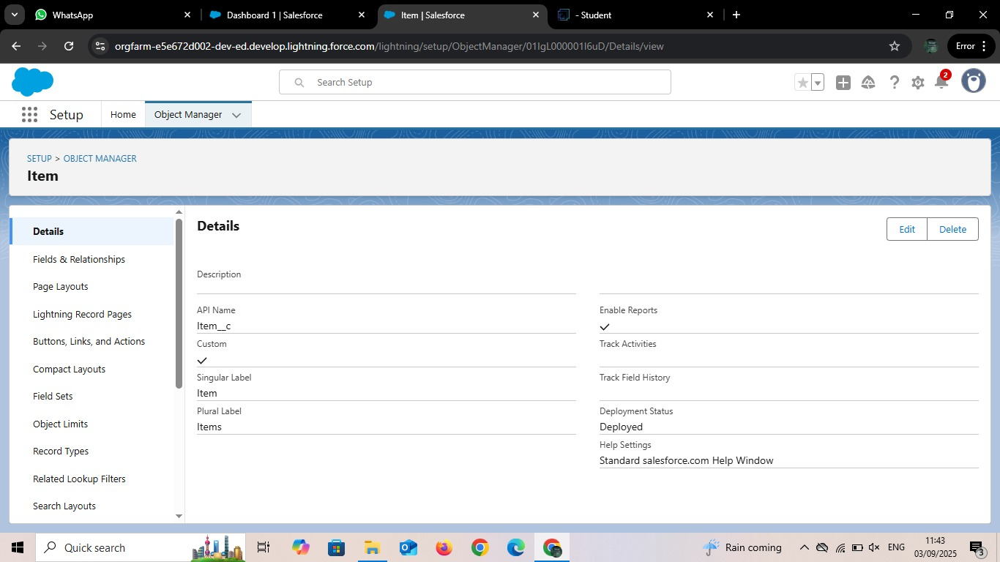 WhatsApp
Dashboard 1 | Salesforce
Item | Salesforce
- Student
orgfarm-e5e672d002-dev-ed.develop.lightning.force.com/lightning/setup/ObjectManager/01IgL000001I6uD/Details/view
Error
Search Setup
2
Setup
Home
Object Manager
SETUP > OBJECT MANAGER
Item
Details
Fields & Relationships
Page Layouts
Lightning Record Pages
Buttons, Links, and Actions
Compact Layouts
Field Sets
Object Limits
Record Types
Related Lookup Filters
Search Layouts
Details
Edit
Delete
Description
API Name
Item__c
Custom
Singular Label
Item
Plural Label
Items
Enable Reports
Track Activities
Track Field History
Deployment Status
Deployed
Help Settings
Standard salesforce.com Help Window
Quick search
Rain coming
ENG
11:43
03/09/2025
3